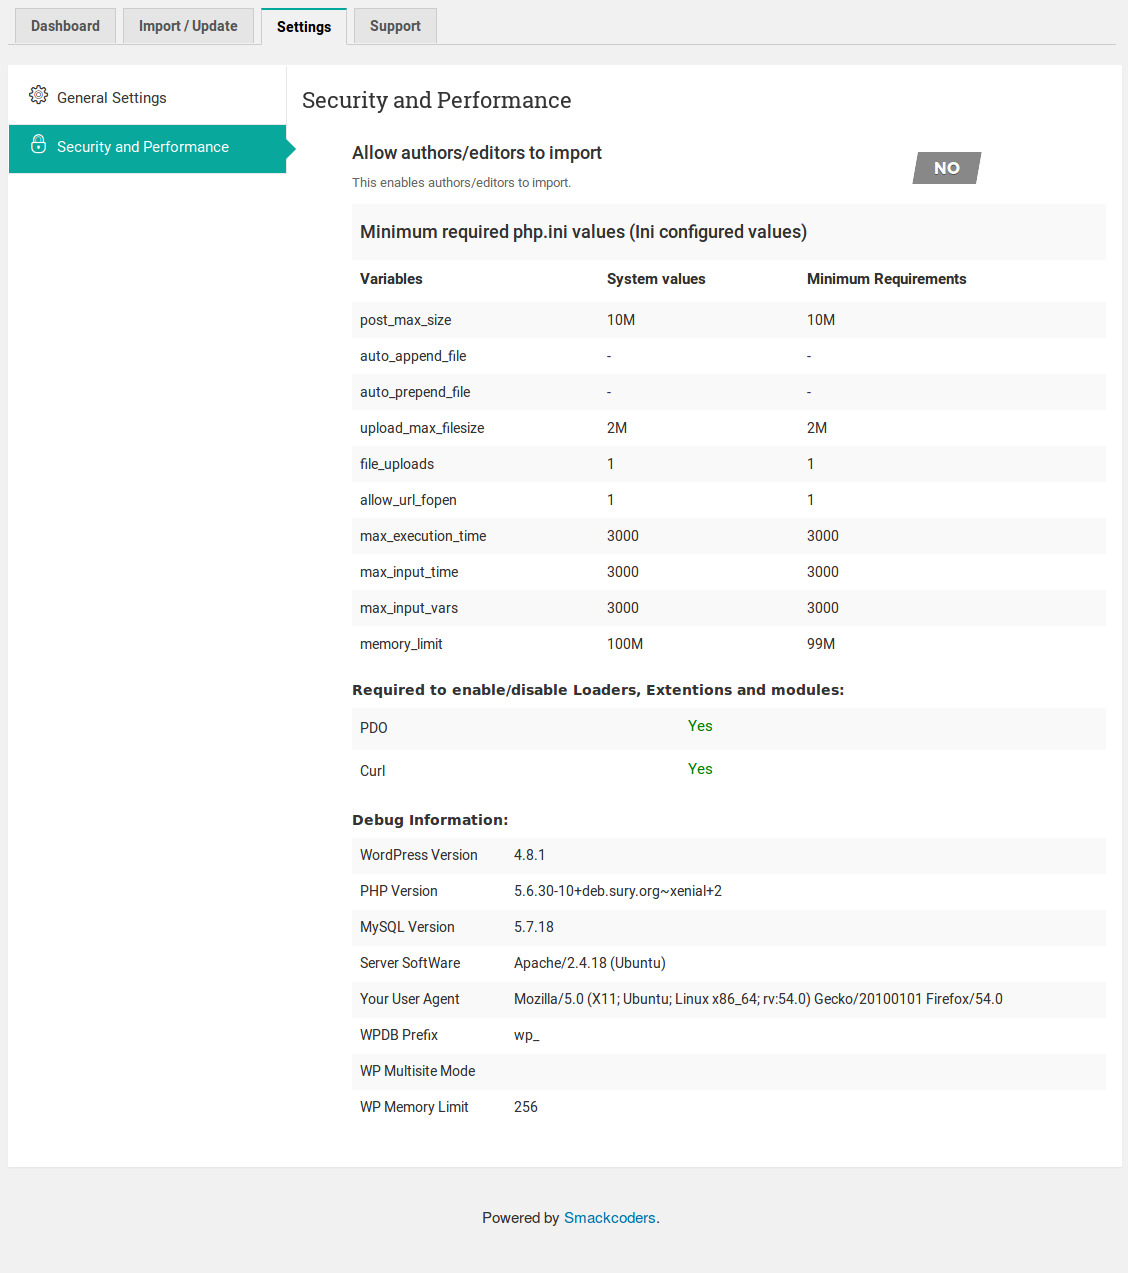 Dashboard Import / Update Settings Support
General Settings
Security and Performance
Security and Performance
Allow authors/editors to import
This enables authors/editors to import.
NO
Minimum required php.ini values (Ini configured values)
Variables System values Minimum Requirements
post_max_size 10M 10M
auto_append_file - -
auto_prepend_file - -
upload_max_filesize 2M 2M
file_uploads 1 1
allow_url_fopen 1 1
max_execution_time 3000 3000
max_input_time 3000 3000
max_input_vars 3000 3000
memory_limit 100M 99M
Required to enable/disable Loaders, Extentions and modules:
PDO Yes
Curl Yes
Debug Information:
WordPress Version 4.8.1
PHP Version 5.6.30-10+deb.sury.org~xenial+2
MySQL Version 5.7.18
Server SoftWare Apache/2.4.18 (Ubuntu)
Your User Agent Mozilla/5.0 (X11; Ubuntu; Linux x86_64; rv:54.0) Gecko/20100101 Firefox/54.0
WPDB Prefix wp_
WP Multisite Mode
WP Memory Limit 256
Powered by Smackcoders.